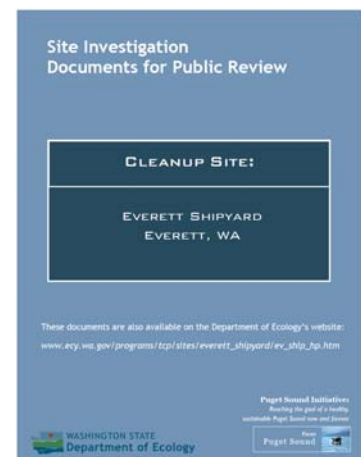 Site Investigation
Documents for Public Review
CLEANUP SITE:
EVERETT SHIPYARD
EVERETT, WA
These documents are also available on the Department of Ecology's website:
www.ecy.wa.gov/programs/tcp/sites/everett_shipyard/ev_ship_hp.htm
Puget Sound Initiative:
Reaching the goal of a healthy,
sustainable Puget Sound now and forever
WASHINGTON STATE
Department of Ecology
Puget Sound